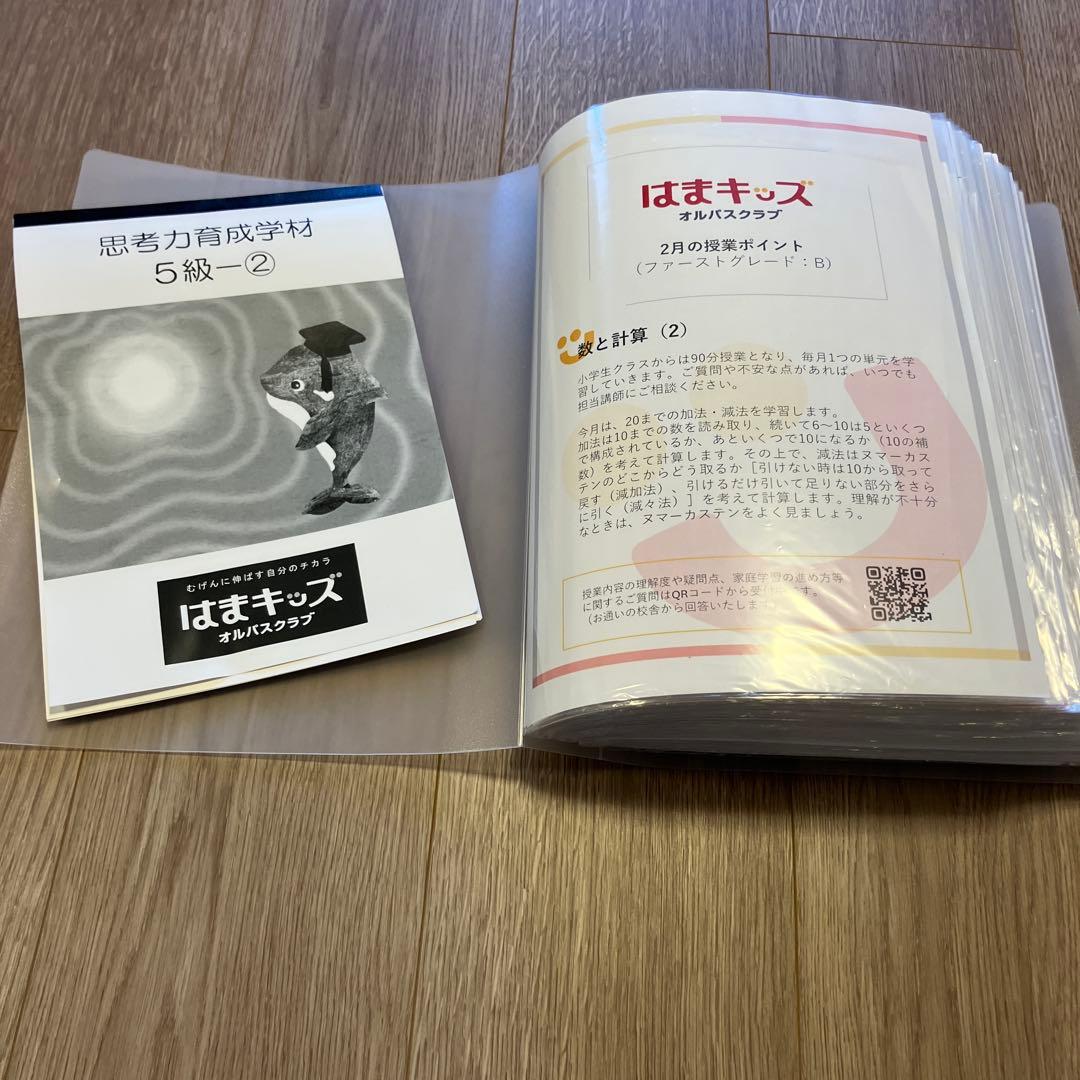 思考力育成学材
5級ー②
むげんに伸ばす自分のチカラ
はまキッズ
オルパスクラブ
はまキッズ
オルパスクラブ
2月の授業ポイント
(ファーストグレード:B)
数と計算(2)
小学生クラスからは90分授業となり、毎月1つの単元を学
習していきます。ご質問や不安な点があれば、いつでも
担当講師にご相談ください。
今月は、20までの加法・減法を学習します。
加法は10までの数を読み取り、続いて6~10は5といくつ
で構成されているか、あといくつで10になるか(10の補
数)を考えて計算します。その上で、減法はヌマーカス
テンのどこからどう取るか[引けない時は10から取って
戻す(減加法)、引けるだけ引いて足りない部分をさら
に引く(減々法)]を考えて計算します。理解が不十分
なときは、ヌマーカステンをよく見ましょう。
授業内容の理解度や疑問点、家庭学習の進め方等
に関するご質問はQRコードから受け付です。
(お通いの校舎から回答いたします